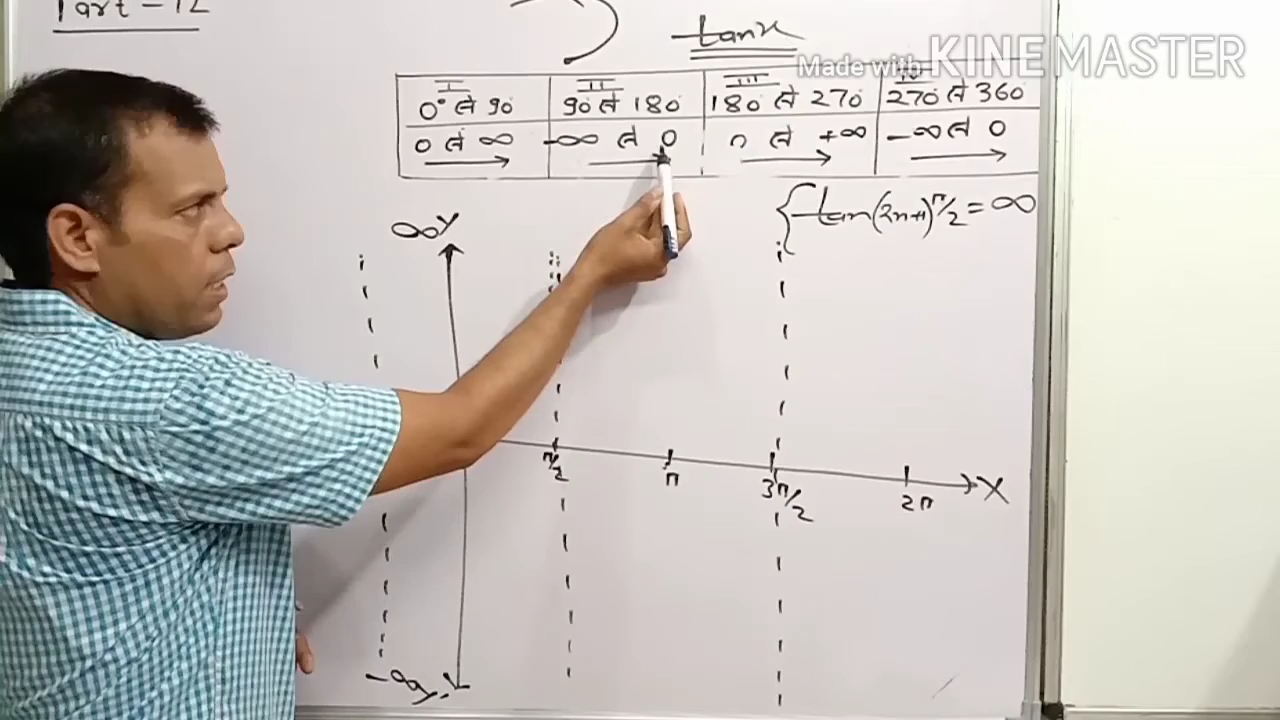 Part - 12
tanx
Made with KINEMASTER
I II III IV
0° से 90° 90° से 180° 180° से 270° 270° से 360°
0 से ∞ -∞ से 0 0 से +∞ -∞ से 0
{tan(2n+1)π/2 = ∞
∞ Y
π/2 π 3π/2 2π X
-∞ y'